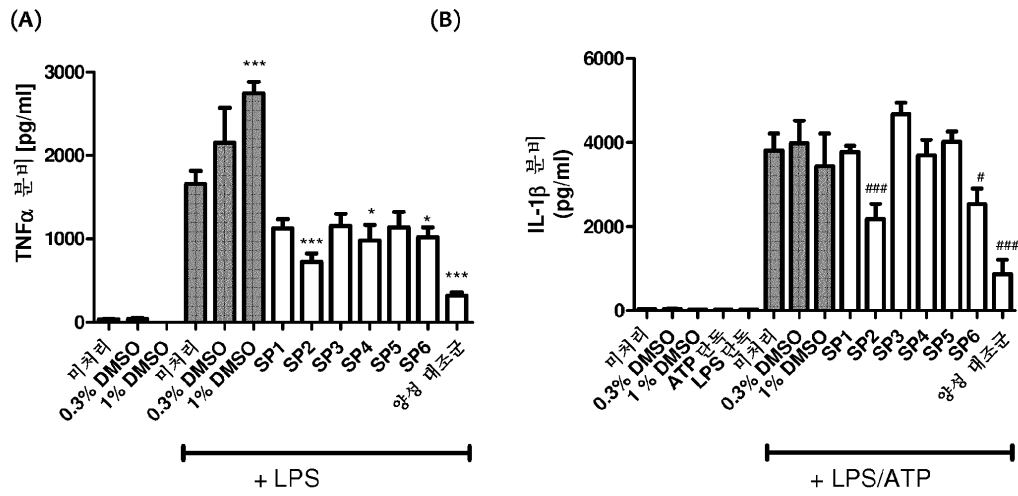 (A)
TNFα 분비 [pg/ml]
3000
2000
1000
0
***
***
*
*
***
미처리
0.3% DMSO
1% DMSO
미처리
0.3% DMSO
1% DMSO
SP1
SP2
SP3
SP4
SP5
SP6
양성 대조군
+ LPS
(B)
IL-1β 분비
(pg/ml)
6000
4000
2000
0
###
#
###
미처리
0.3% DMSO
1 % DMSO
ATP 단독
LPS 단독
미처리
0.3% DMSO
1% DMSO
SP1
SP2
SP3
SP4
SP5
SP6
양성 대조군
+ LPS/ATP